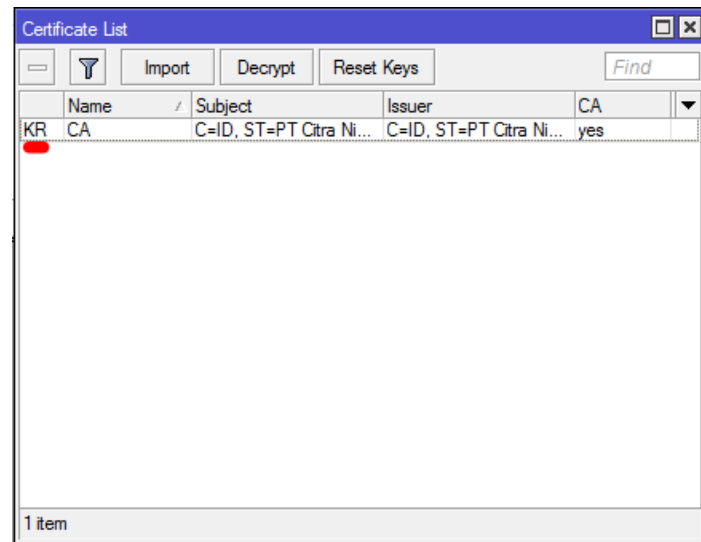 Certificate List
Import Decrypt Reset Keys Find
Name Subject Issuer CA
KR CA C=ID, ST=PT Citra Ni... C=ID, ST=PT Citra Ni... yes
1 item